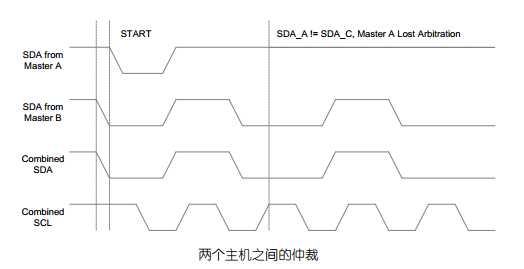 START
SDA_A != SDA_C, Master A Lost Arbitration
SDA from
Master A
SDA from
Master B
Combined
SDA
Combined
SCL
两个主机之间的仲裁